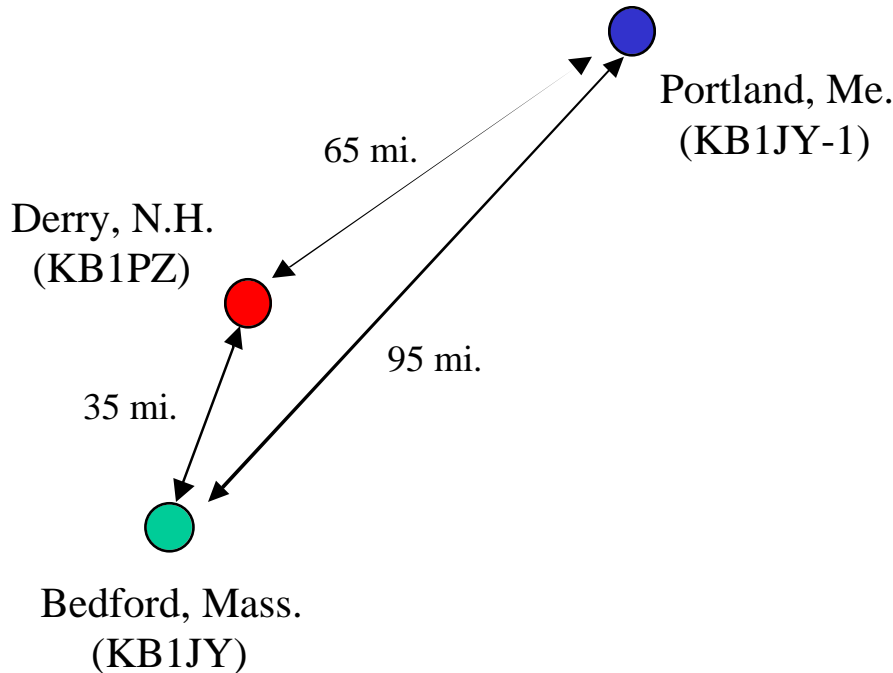 Portland, Me.
(KB1JY-1)
65 mi.
Derry, N.H.
(KB1PZ)
95 mi.
35 mi.
Bedford, Mass.
(KB1JY)